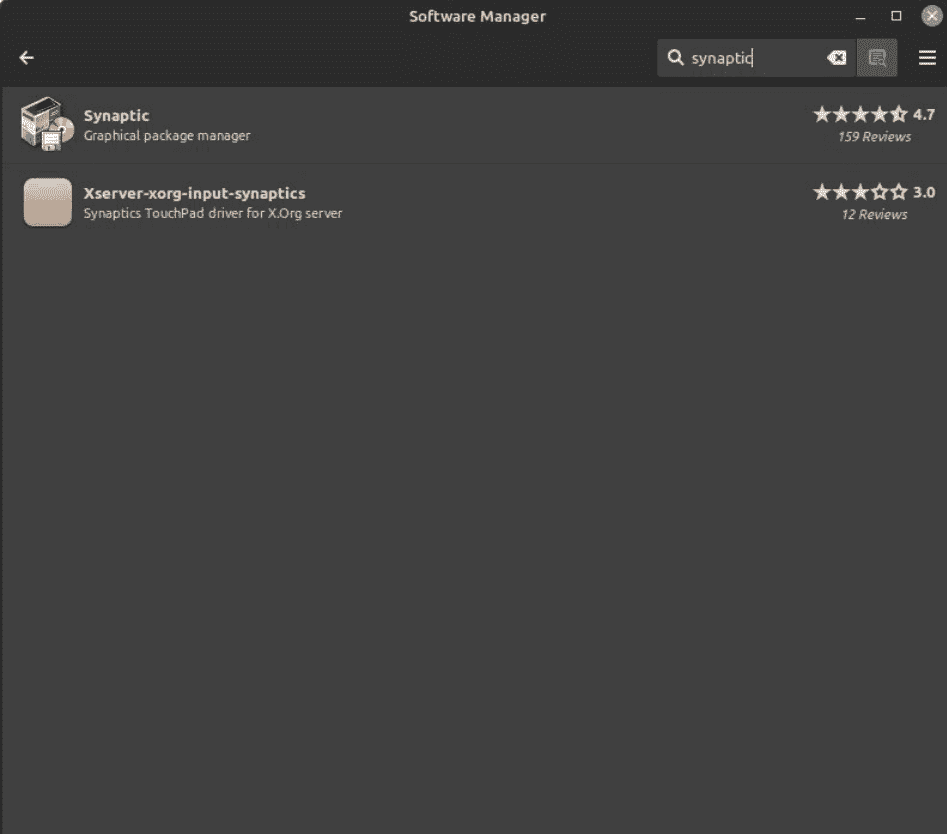 Software Manager
synaptic
Synaptic
4.7
Graphical package manager
159 Reviews
Xserver-xorg-input-synaptics
3.0
Synaptics TouchPad driver for X.Org server
12 Reviews